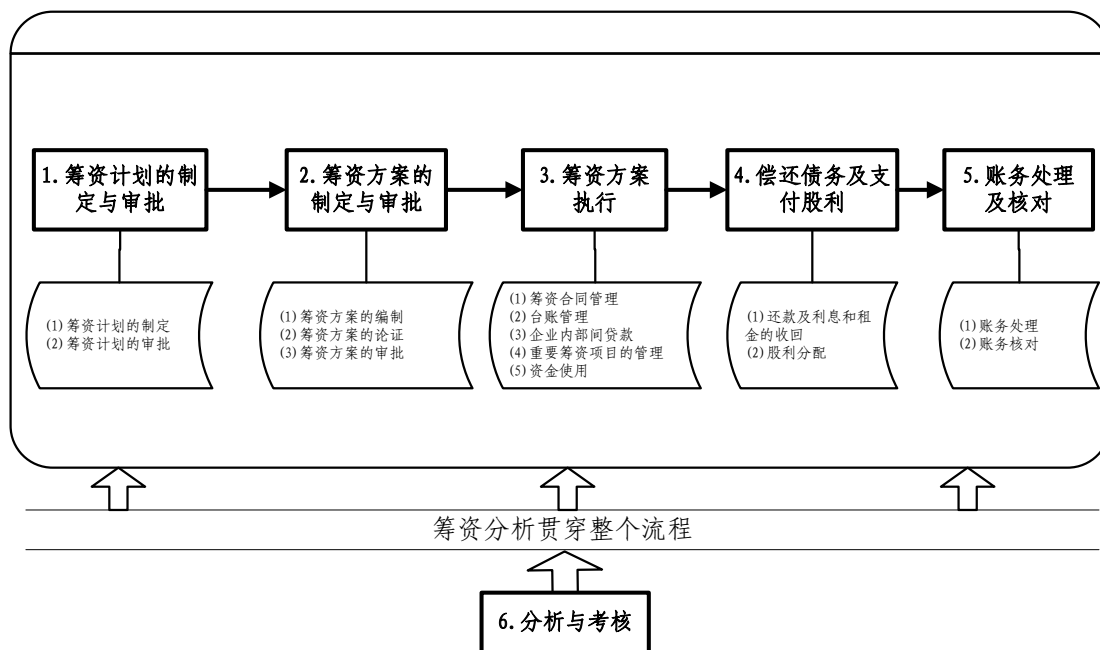 1.筹资计划的制
定与审批
2.筹资方案的
制定与审批
3.筹资方案
执行
4.偿还债务及支
付股利
5.账务处理
及核对
(1)筹资计划的制定
(2)筹资计划的审批
(1)筹资方案的编制
(2)筹资方案的论证
(3)筹资方案的审批
(1)筹资合同管理
(2)台账管理
(3)企业内部间贷款
(4)重要筹资项目的管理
(5)资金使用
(1)还款及利息和租
金的收回
(2)股利分配
(1)账务处理
(2)账务核对
筹资分析贯穿整个流程
6.分析与考核